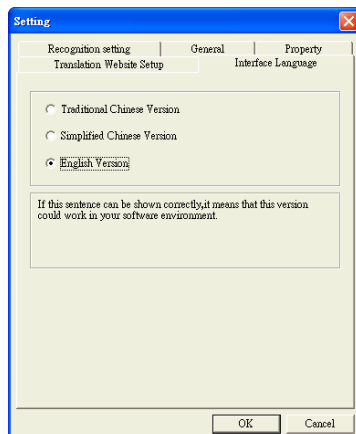 Setting
Recognition setting
General
Property
Translation Website Setup
Interface Language
Traditional Chinese Version
Simplified Chinese Version
English Version
If this sentence can be shown correctly,it means that this version
could work in your software environment.
OK
Cancel